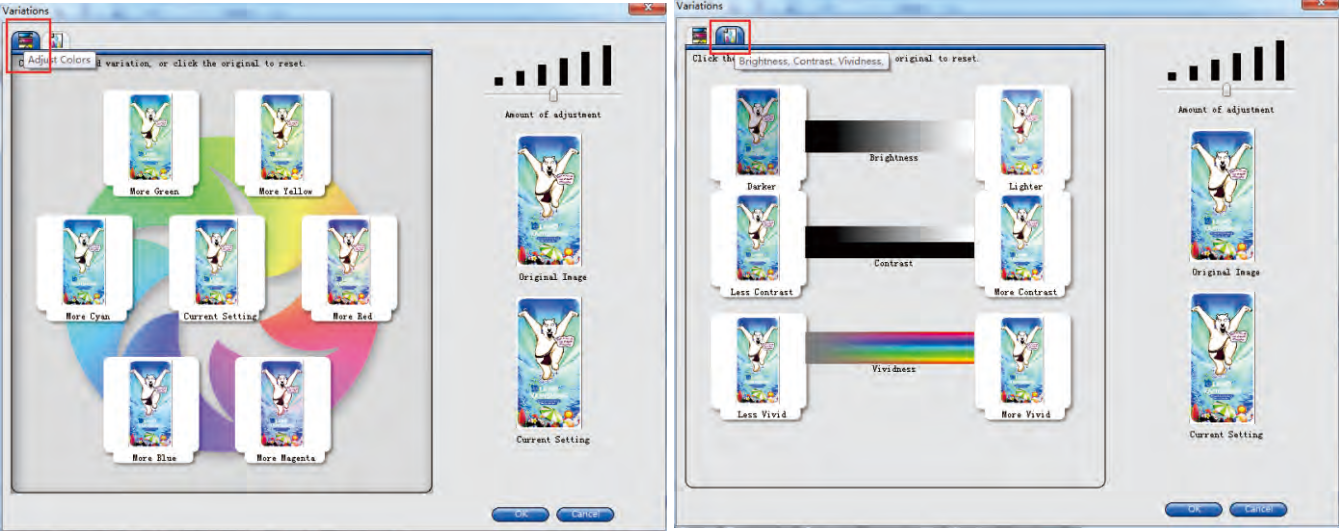 Variations
Adjust Colors
d variation, or click the original to reset.
More Green
More Yellow
More Cyan
Current Setting
More Red
More Blue
More Magenta
Amount of adjustment
Original Image
Current Setting
OK
Cancel
Variations
Click the
Brightness, Contrast, Vividness,
original to reset.
Brightness
Darker
Lighter
Contrast
Less Contrast
More Contrast
Vividness
Less Vivid
More Vivid
Amount of adjustment
Original Image
Current Setting
OK
Cancel